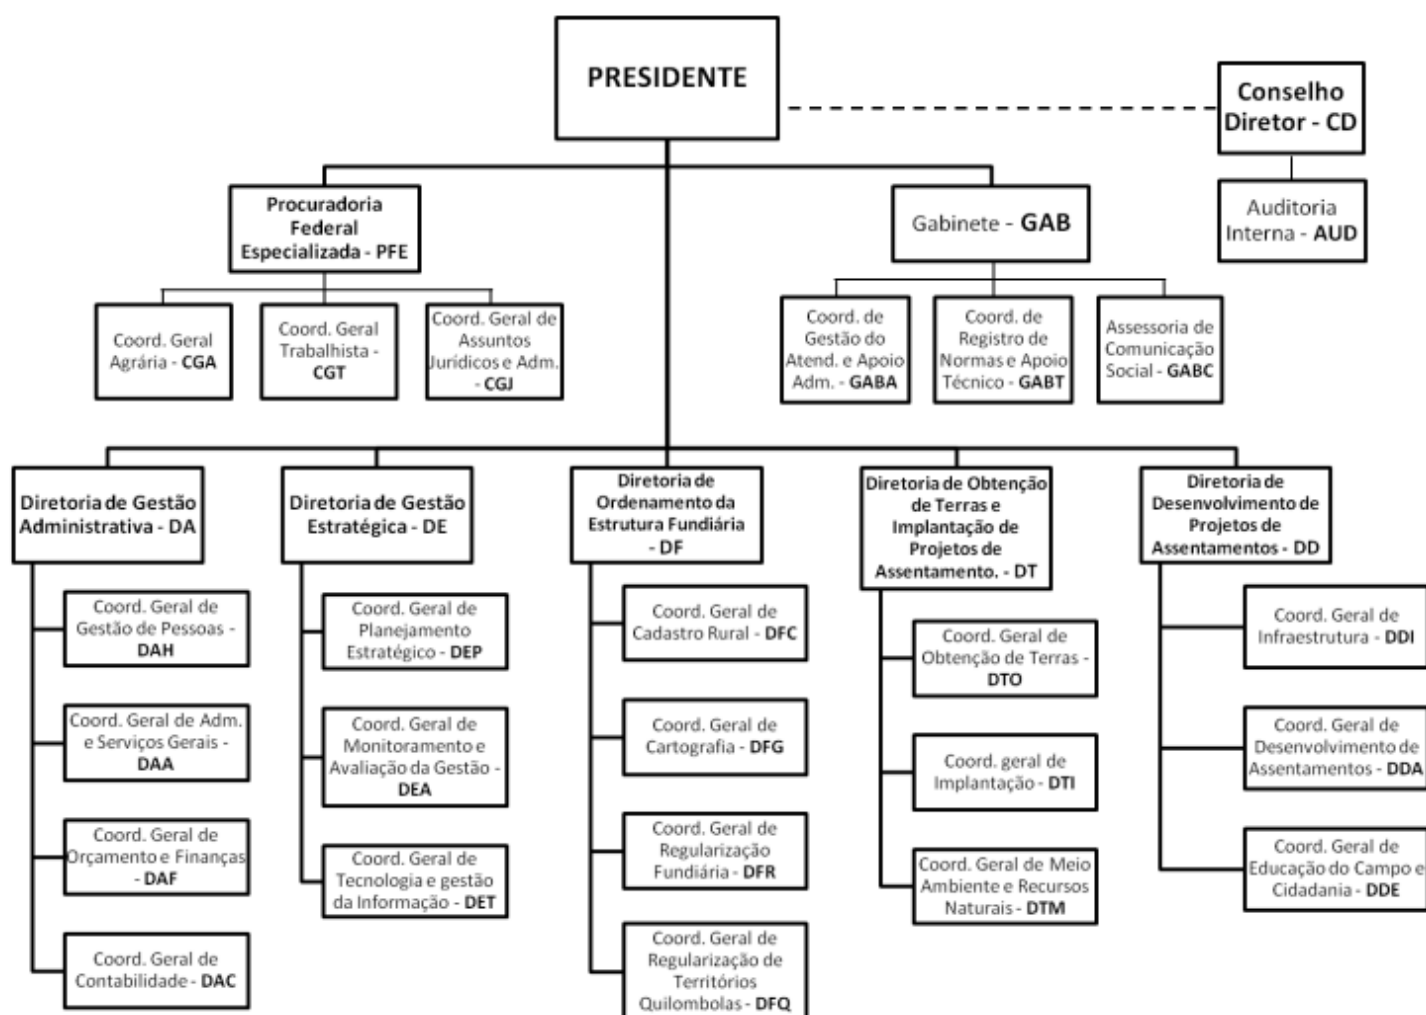 PRESIDENTE
Conselho
Diretor - CD
Auditoria
Interna - AUD
Procuradoria
Federal
Especializada - PFE
Gabinete - GAB
Coord. Geral
Agrária - CGA
Coord. Geral
Trabalhista -
CGT
Coord. Geral de
Assuntos
Jurídicos e Adm.
- CGJ
Coord. de
Gestão do
Atend. e Apoio
Adm. - GABA
Coord. de
Registro de
Normas e Apoio
Técnico - GABT
Assessoria de
Comunicação
Social - GABC
Diretoria de Gestão
Administrativa - DA
Diretoria de Gestão
Estratégica - DE
Diretoria de
Ordenamento da
Estrutura Fundiária
- DF
Diretoria de Obtenção
de Terras e
Implantação de
Projetos de
Assentamento. - DT
Diretoria de
Desenvolvimento de
Projetos de
Assentamentos - DD
Coord. Geral de
Gestão de Pessoas -
DAH
Coord. Geral de Adm.
e Serviços Gerais -
DAA
Coord. Geral de
Orçamento e Finanças
- DAF
Coord. Geral de
Contabilidade - DAC
Coord. Geral de
Planejamento
Estratégico - DEP
Coord. Geral de
Monitoramento e
Avaliação da Gestão -
DEA
Coord. Geral de
Tecnologia e gestão
da Informação - DET
Coord. Geral de
Cadastro Rural - DFC
Coord. Geral de
Cartografia - DFG
Coord. Geral de
Regularização
Fundiária - DFR
Coord. Geral de
Regularização de
Territórios
Quilombolas - DFQ
Coord. Geral de
Obtenção de Terras -
DTO
Coord. geral de
Implantação - DTI
Coord. Geral de Meio
Ambiente e Recursos
Naturais - DTM
Coord. Geral de
Infraestrutura - DDI
Coord. Geral de
Desenvolvimento de
Assentamentos - DDA
Coord. Geral de
Educação do Campo e
Cidadania - DDE